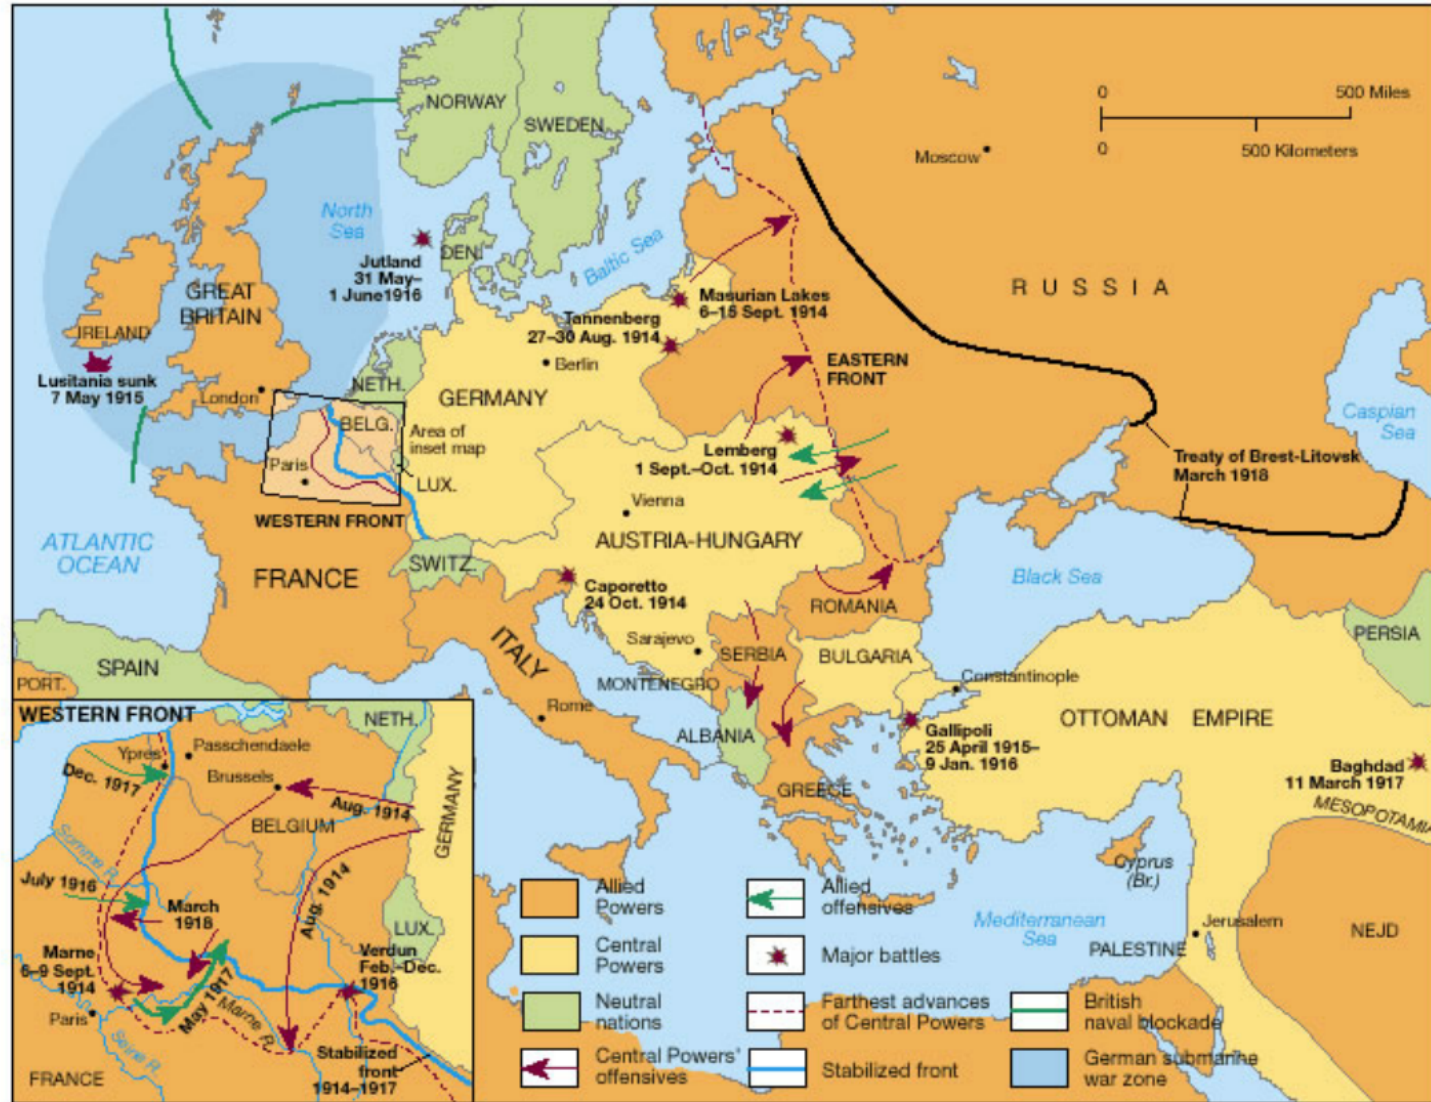 NORWAY
SWEDEN
0
500 Miles
0
500 Kilometers
Moscow
North
Sea
Baltic Sea
DEN.
Jutland
31 May–
1 June1916
RUSSIA
GREAT
BRITAIN
IRELAND
Masurian Lakes
6–15 Sept. 1914
Tannenberg
27–30 Aug. 1914
Berlin
EASTERN
FRONT
Lusitania sunk
7 May 1915
London
NETH.
GERMANY
BELG.
Area of
inset map
Paris
LUX.
WESTERN FRONT
Lemberg
1 Sept.–Oct. 1914
Caspian
Sea
Treaty of Brest-Litovsk
March 1918
Vienna
AUSTRIA-HUNGARY
ATLANTIC
OCEAN
FRANCE
SWITZ.
Caporetto
24 Oct. 1914
Black Sea
ROMANIA
ITALY
Sarajevo
SERBIA
BULGARIA
PERSIA
SPAIN
PORT.
MONTENEGRO
Constantinople
Rome
ALBANIA
OTTOMAN EMPIRE
Gallipoli
25 April 1915–
9 Jan. 1916
Baghdad
11 March 1917
MESOPOTAMIA
GREECE
Cyprus
(Br.)
Mediterranean
Sea
Jerusalem
PALESTINE
NEJD
WESTERN FRONT
NETH.
Ypres
Passchendaele
Dec. 1917
Brussels
Aug. 1914
BELGIUM
GERMANY
Somme R.
July 1916
March
1918
Aug. 1914
LUX.
Marne
6–9 Sept.
1914
Verdun
Feb.–Dec.
1916
May 1917
Marne R.
Paris
Seine R.
Stabilized
front
1914–1917
FRANCE
Allied
Powers
Central
Powers
Neutral
nations
Central Powers'
offensives
Allied
offensives
Major battles
Farthest advances
of Central Powers
Stabilized front
British
naval blockade
German submarine
war zone